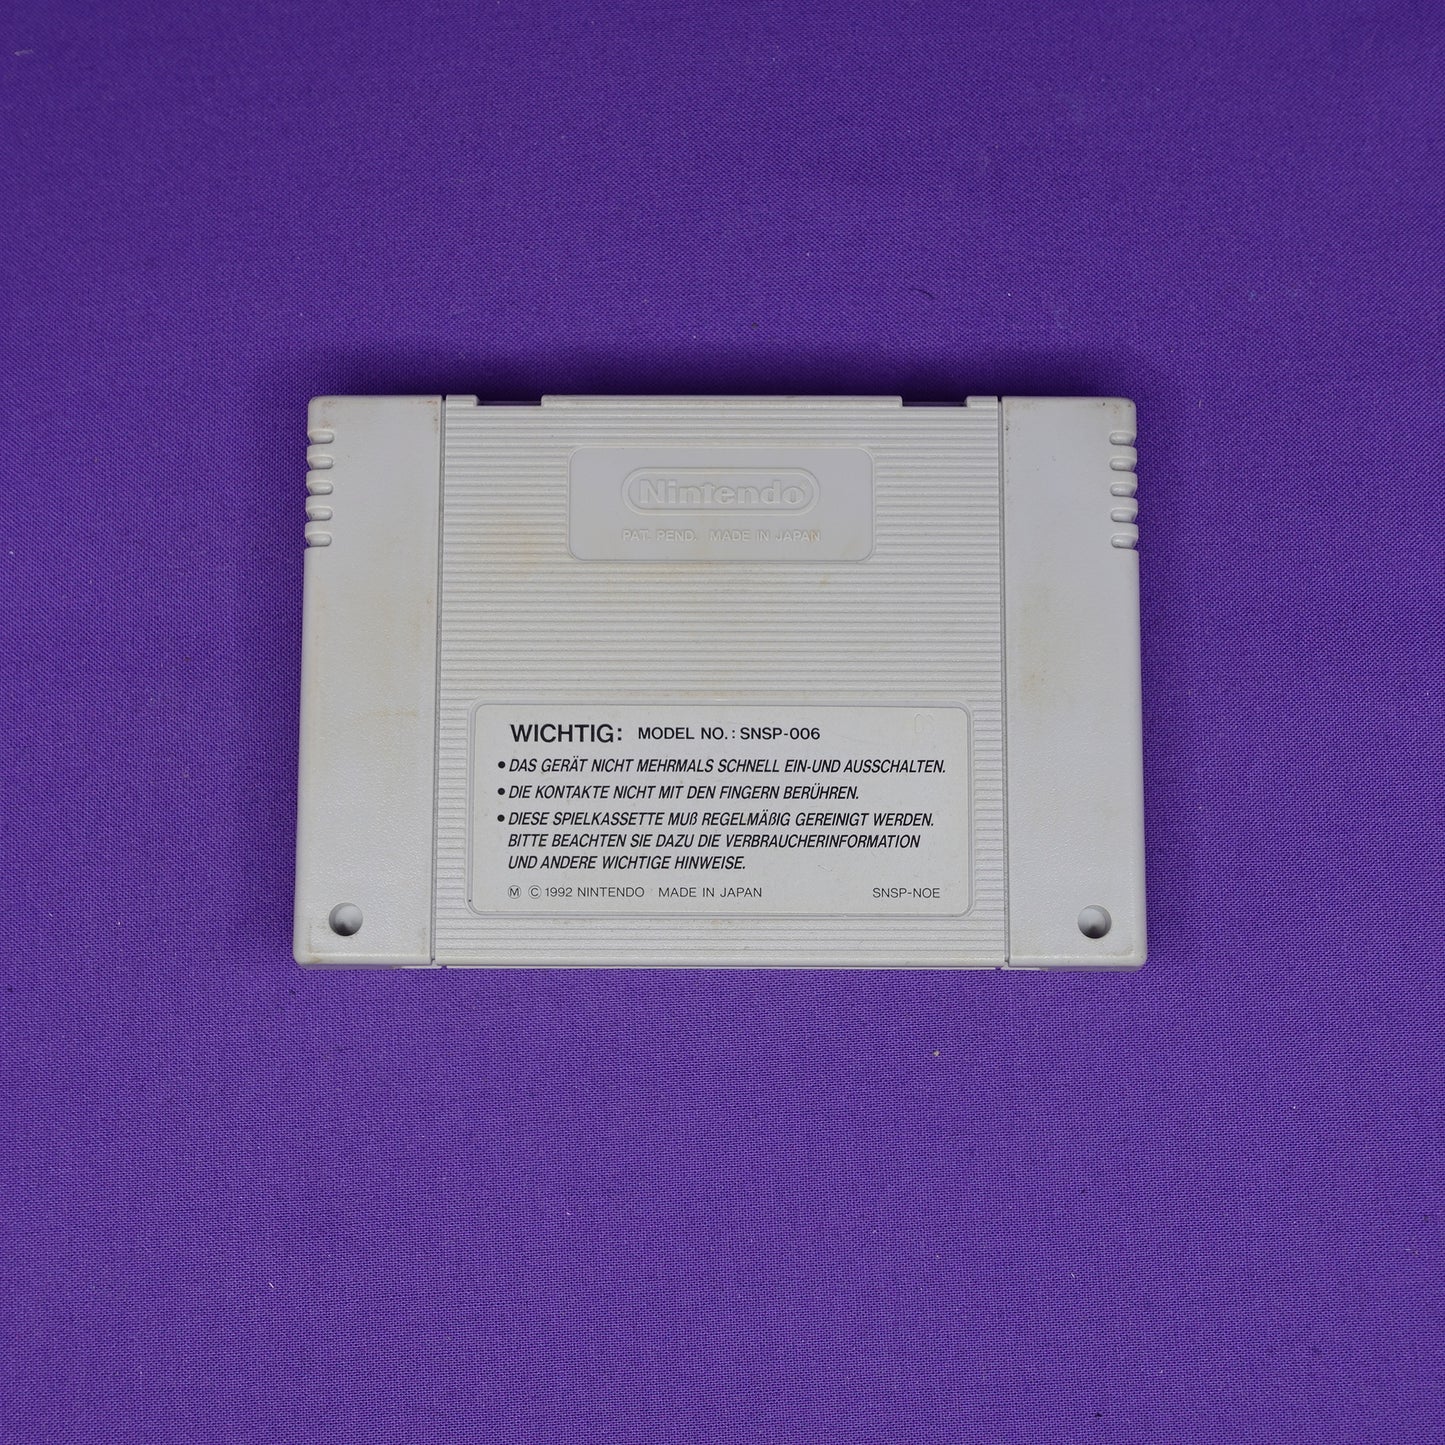 Nintendo
PAT. PEND. MADE IN JAPAN
WICHTIG: MODEL NO.: SNSP-006
• DAS GERÄT NICHT MEHRMALS SCHNELL EIN-UND AUSSCHALTEN.
• DIE KONTAKTE NICHT MIT DEN FINGERN BERÜHREN.
• DIESE SPIELKASSETTE MUß REGELMÄßIG GEREINIGT WERDEN.
BITTE BEACHTEN SIE DAZU DIE VERBRAUCHERINFORMATION
UND ANDERE WICHTIGE HINWEISE.
Ⓜ © 1992 NINTENDO MADE IN JAPAN SNSP-NOE